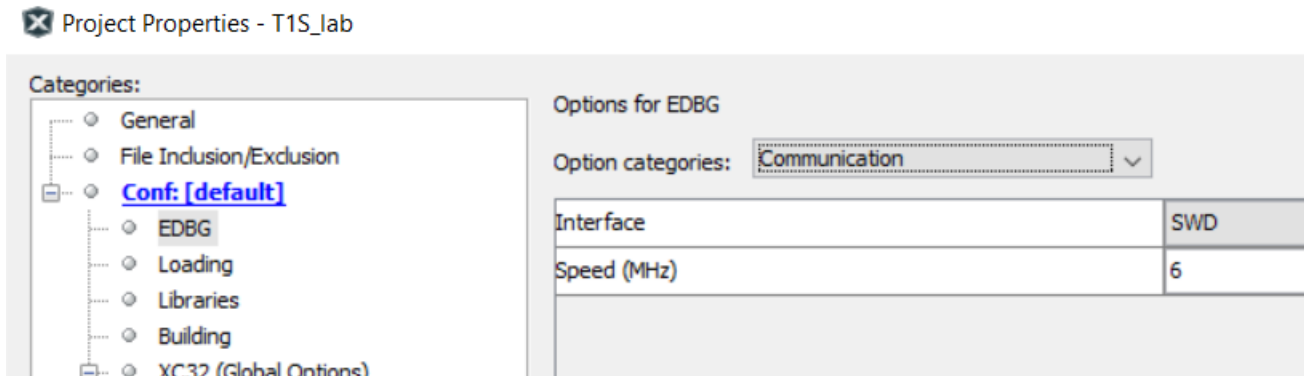 Project Properties - T1S_lab
Categories:
General
File Inclusion/Exclusion
Conf: [default]
EDBG
Loading
Libraries
Building
XC32 (Global Options)
Options for EDBG
Option categories: Communication
Interface SWD
Speed (MHz) 6